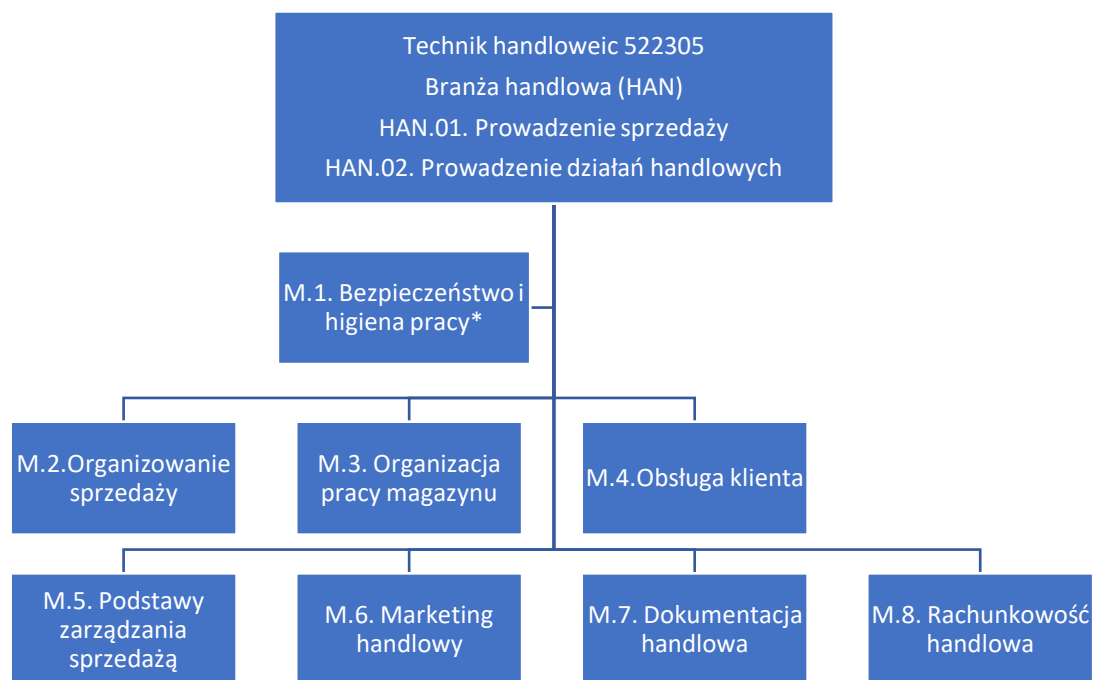 Technik handloweic 522305
Branża handlowa (HAN)
HAN.01. Prowadzenie sprzedaży
HAN.02. Prowadzenie działań handlowych
M.1. Bezpieczeństwo i
higiena pracy*
M.2.Organizowanie
sprzedaży
M.3. Organizacja
pracy magazynu
M.4.Obsługa klienta
M.5. Podstawy
zarządzania
sprzedażą
M.6. Marketing
handlowy
M.7. Dokumentacja
handlowa
M.8. Rachunkowość
handlowa